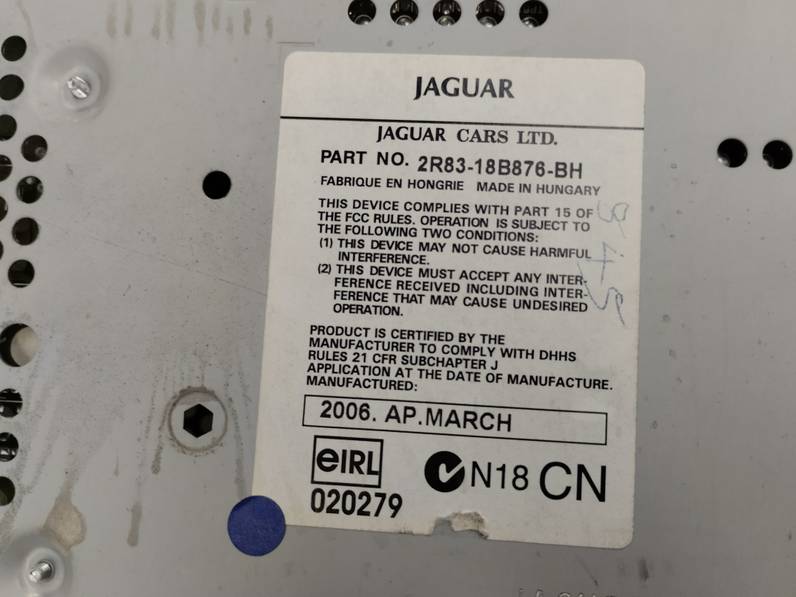 JAGUAR
JAGUAR CARS LTD.
PART NO. 2R83-18B876-BH
FABRIQUE EN HONGRIE MADE IN HUNGARY
THIS DEVICE COMPLIES WITH PART 15 OF
THE FCC RULES. OPERATION IS SUBJECT TO
THE FOLLOWING TWO CONDITIONS:
(1) THIS DEVICE MAY NOT CAUSE HARMFUL
INTERFERENCE.
(2) THIS DEVICE MUST ACCEPT ANY INTER-
FERENCE RECEIVED INCLUDING INTER-
FERENCE THAT MAY CAUSE UNDESIRED
OPERATION.
PRODUCT IS CERTIFIED BY THE
MANUFACTURER TO COMPLY WITH DHHS
RULES 21 CFR SUBCHAPTER J
APPLICATION AT THE DATE OF MANUFACTURE.
MANUFACTURED:
2006. AP.MARCH
eIRL
020279
N18 CN